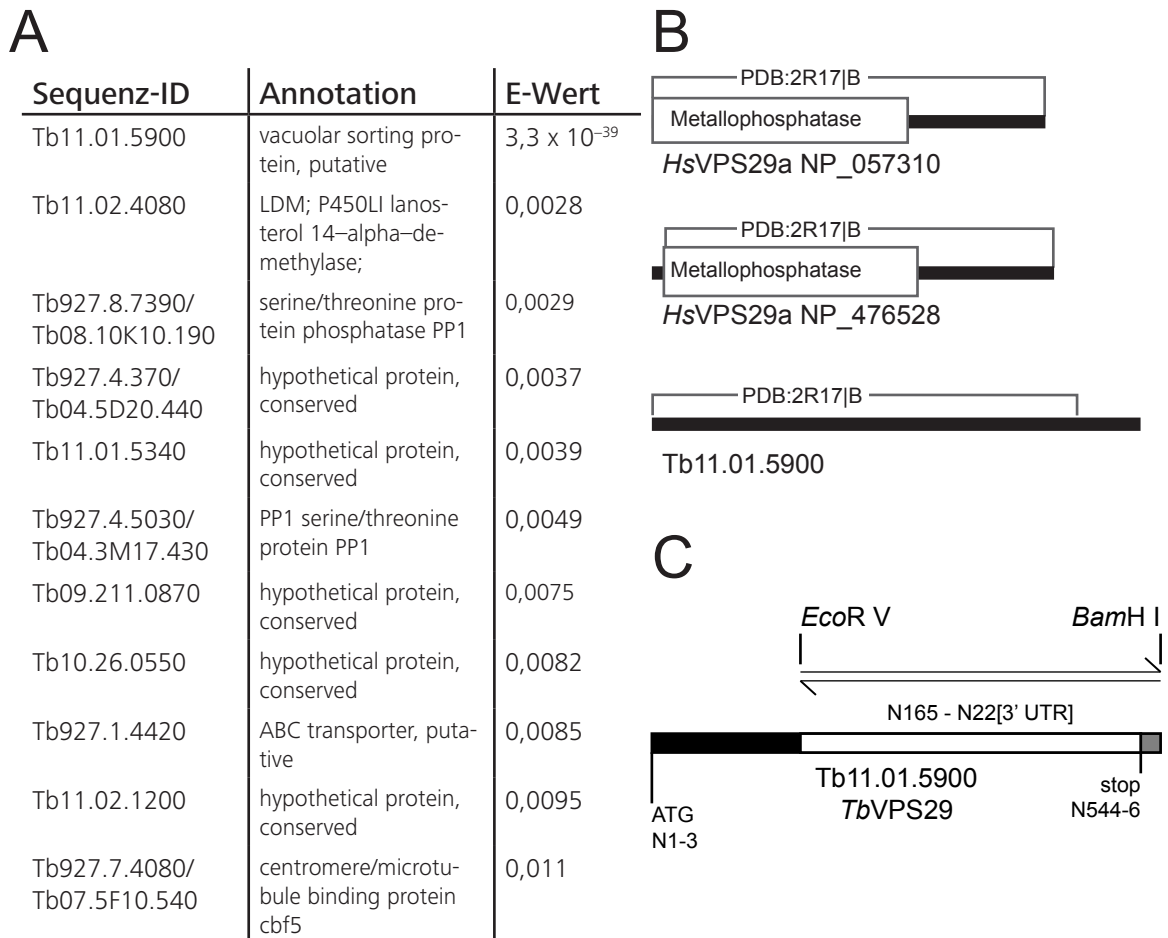 A
Sequenz-ID Annotation E-Wert
Tb11.01.5900 vacuolar sorting pro- 3,3 x 10⁻³⁹
tein, putative
Tb11.02.4080 LDM; P450LI lanos- 0,0028
terol 14–alpha–de-
methylase;
Tb927.8.7390/ serine/threonine pro- 0,0029
Tb08.10K10.190 tein phosphatase PP1
Tb927.4.370/ hypothetical protein, 0,0037
Tb04.5D20.440 conserved
Tb11.01.5340 hypothetical protein, 0,0039
conserved
Tb927.4.5030/ PP1 serine/threonine 0,0049
Tb04.3M17.430 protein PP1
Tb09.211.0870 hypothetical protein, 0,0075
conserved
Tb10.26.0550 hypothetical protein, 0,0082
conserved
Tb927.1.4420 ABC transporter, puta- 0,0085
tive
Tb11.02.1200 hypothetical protein, 0,0095
conserved
Tb927.7.4080/ centromere/microtu- 0,011
Tb07.5F10.540 bule binding protein
cbf5
B
PDB:2R17|B
Metallophosphatase
HsVPS29a NP_057310
PDB:2R17|B
Metallophosphatase
HsVPS29a NP_476528
PDB:2R17|B
Tb11.01.5900
C
EcoR V BamH I
N165 - N22[3' UTR]
Tb11.01.5900
TbVPS29
stop
N544-6
ATG
N1-3